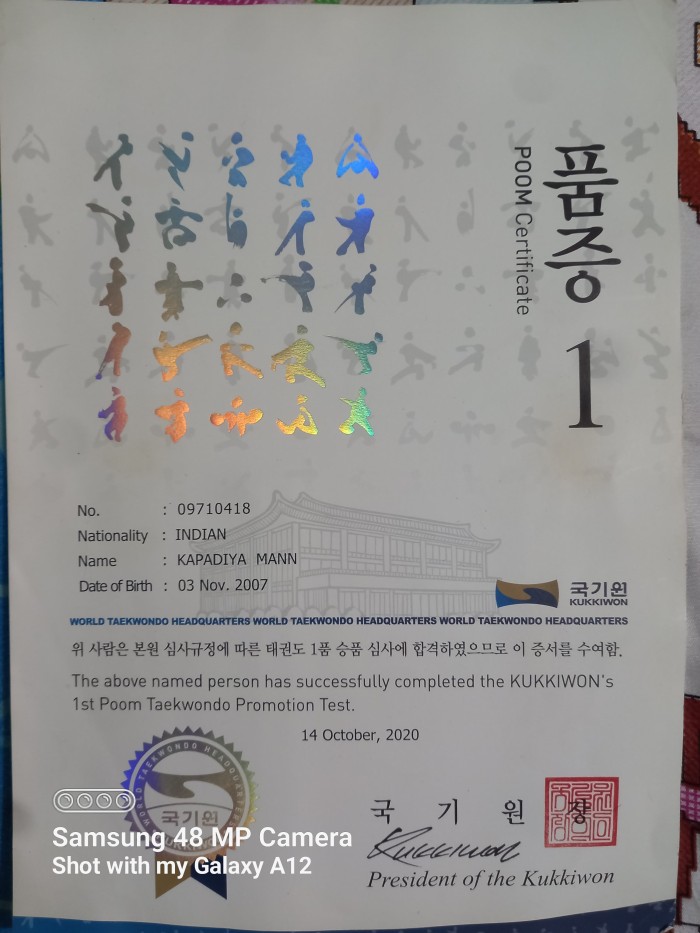 품증
POOM Certificate
1
No. : 09710418
Nationality : INDIAN
Name : KAPADIYA MANN
Date of Birth : 03 Nov. 2007
국기원
KUKKIWON
WORLD TAEKWONDO HEADQUARTERS WORLD TAEKWONDO HEADQUARTERS WORLD TAEKWONDO HEADQUARTERS
위 사람은 본원 심사규정에 따른 태권도 1품 승품 심사에 합격하였으므로 이 증서를 수여함.
The above named person has successfully completed the KUKKIWON's
1st Poom Taekwondo Promotion Test.
14 October, 2020
WORLD TAEKWONDO HEADQUARTERS
국기원
KUKKIWON
국 기 원 장
Kukkiwon
President of the Kukkiwon
Samsung 48 MP Camera
Shot with my Galaxy A12